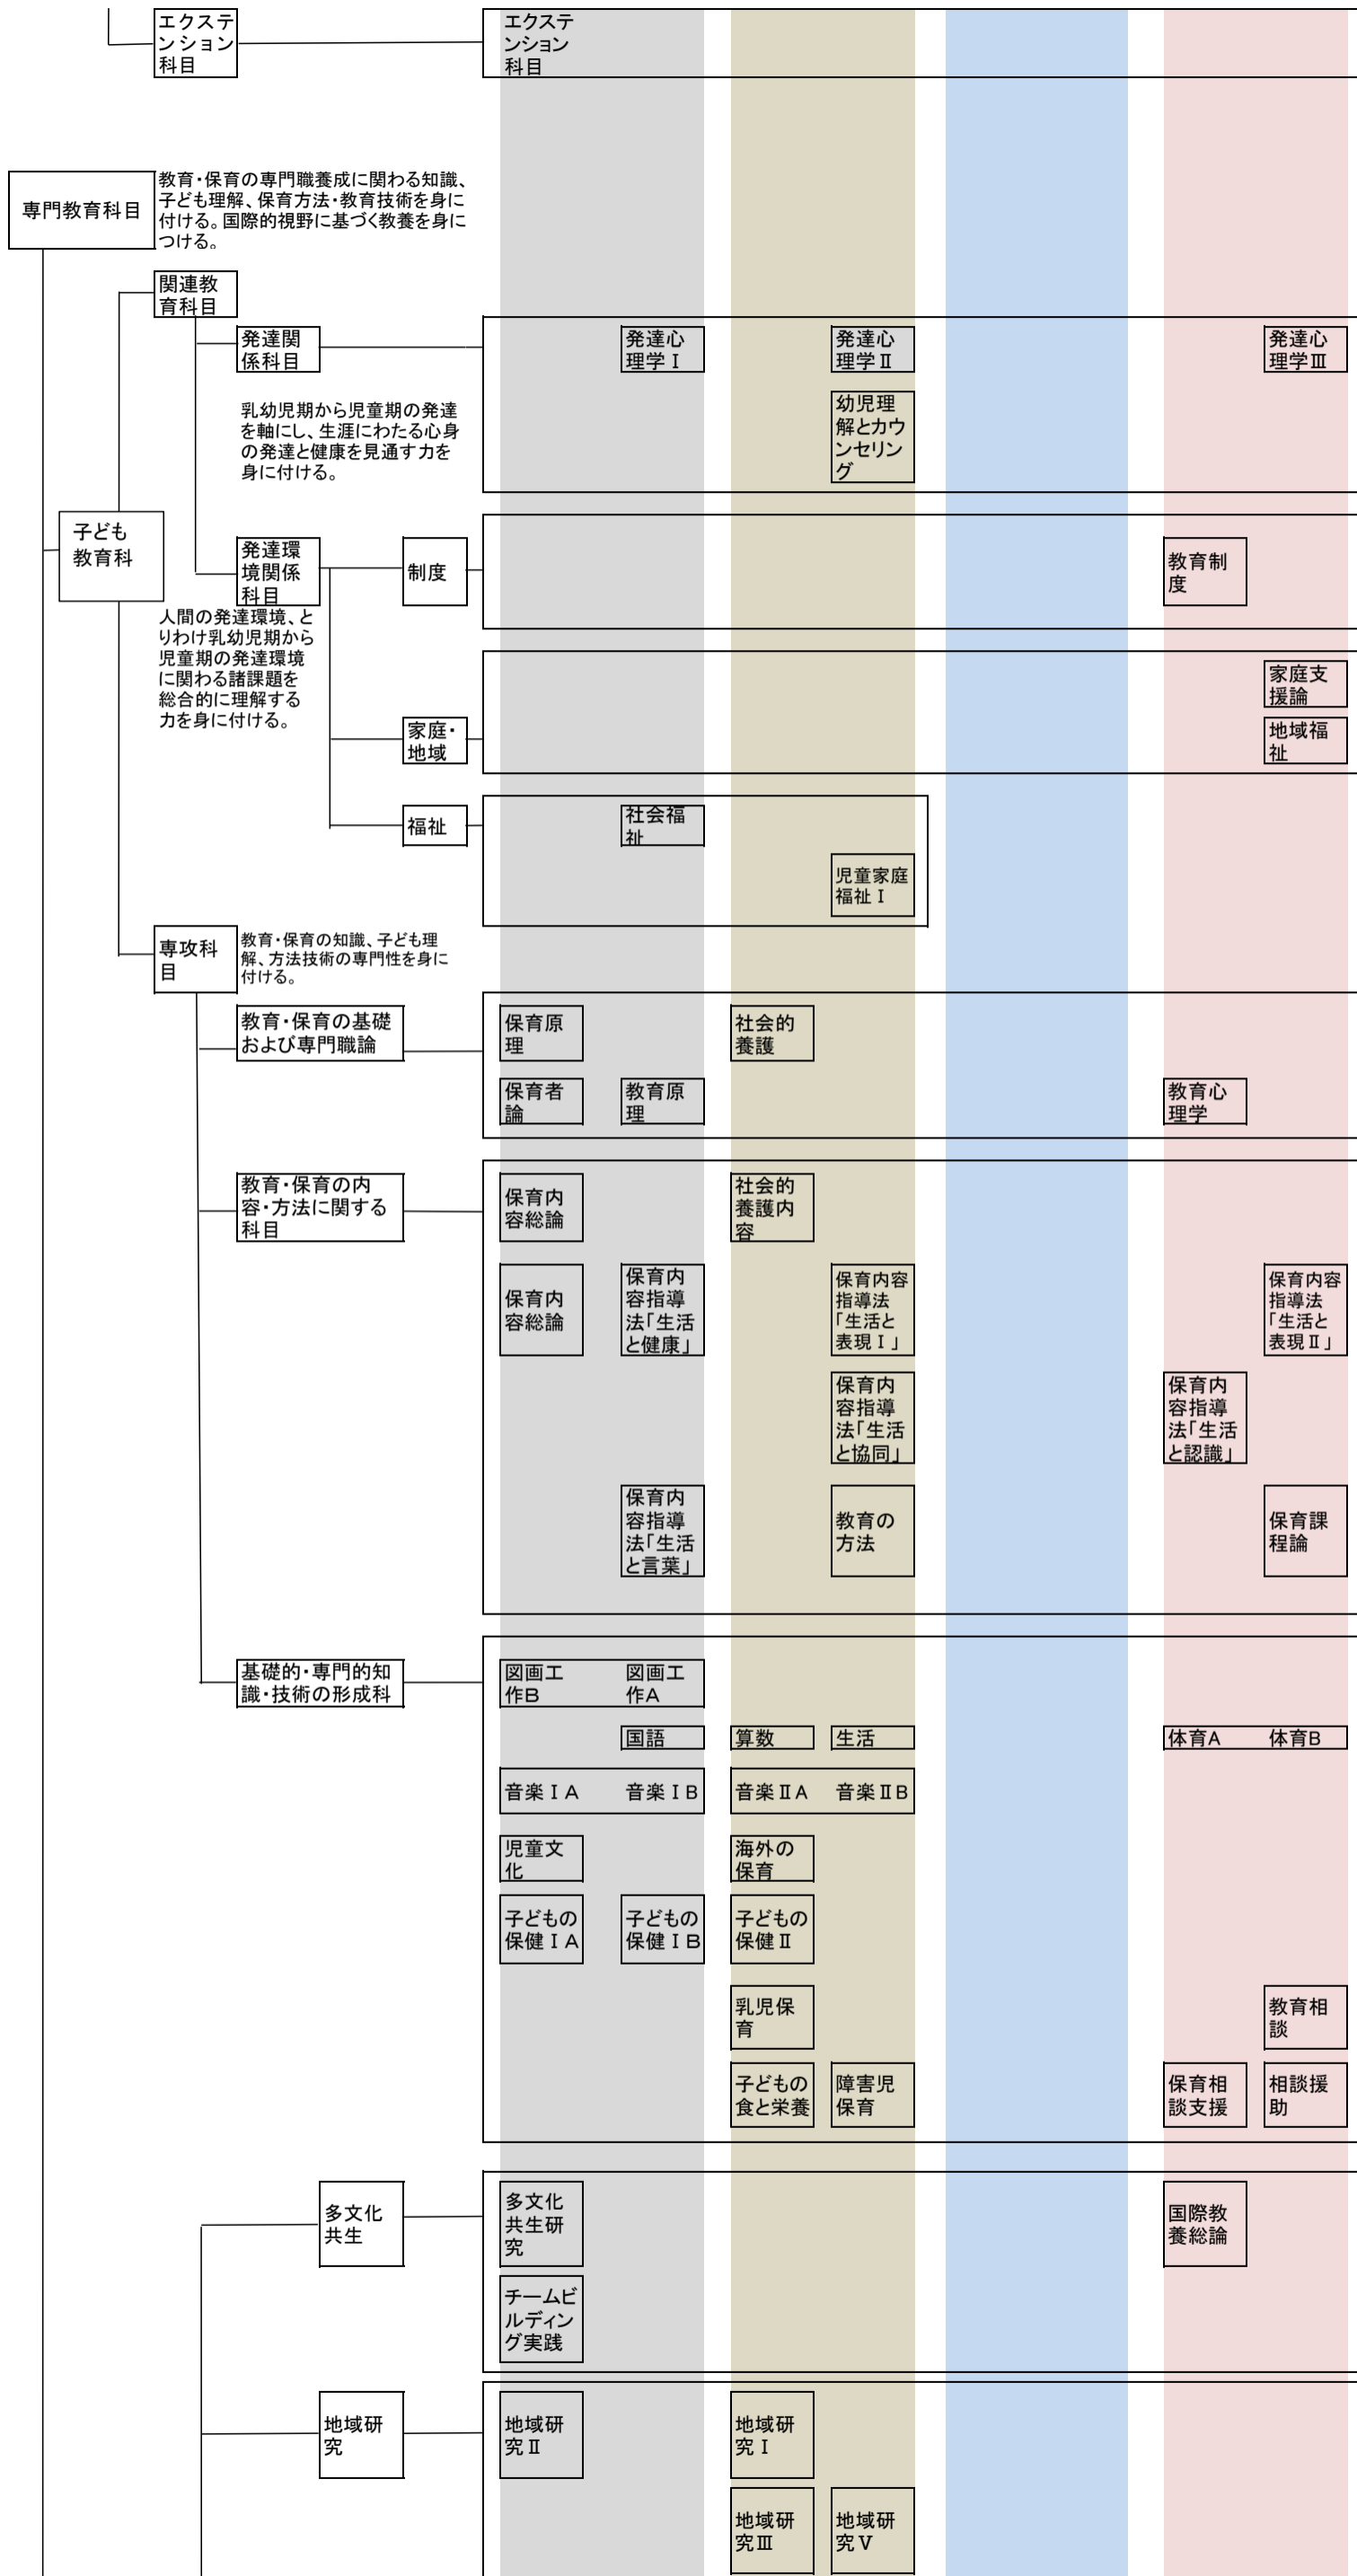 エクステ
ンション
科目
エクステ
ンション
科目
専門教育科目
教育・保育の専門職養成に関わる知識、
子ども理解、保育方法・教育技術を身に
付ける。国際的視野に基づく教養を身に
つける。
関連教
育科目
発達関
係科目
発達心
理学Ⅰ
発達心
理学Ⅱ
発達心
理学Ⅲ
乳幼児期から児童期の発達
を軸にし、生涯にわたる心身
の発達と健康を見通す力を
身に付ける。
幼児理
解とカウ
ンセリン
グ
子ども
教育科
発達環
境関係
科目
制度
教育制
度
人間の発達環境、と
りわけ乳幼児期から
児童期の発達環境
に関わる諸課題を
総合的に理解する
力を身に付ける。
家庭・
地域
家庭支
援論
地域福
祉
福祉
社会福
祉
児童家庭
福祉Ⅰ
専攻科
目
教育・保育の知識、子ども理
解、方法技術の専門性を身に
付ける。
教育・保育の基礎
および専門職論
保育原
理
社会的
養護
保育者
論
教育原
理
教育心
理学
教育・保育の内
容・方法に関する
科目
保育内
容総論
社会的
養護内
容
保育内
容総論
保育内
容指導
法「生活
と健康」
保育内容
指導法
「生活と
表現Ⅰ」
保育内容
指導法
「生活と
表現Ⅱ」
保育内
容指導
法「生活
と協同」
保育内
容指導
法「生活
と認識」
保育内
容指導
法「生活
と言葉」
教育の
方法
保育課
程論
基礎的・専門的知
識・技術の形成科
図画工
作B
図画工
作A
国語
算数
生活
体育A
体育B
音楽ⅠA
音楽ⅠB
音楽ⅡA
音楽ⅡB
児童文
化
海外の
保育
子どもの
保健ⅠA
子どもの
保健ⅠB
子どもの
保健Ⅱ
乳児保
育
教育相
談
子どもの
食と栄養
障害児
保育
保育相
談支援
相談援
助
多文化
共生
多文化
共生研
究
国際教
養総論
チームビ
ルディン
グ実践
地域研
究
地域研
究Ⅱ
地域研
究Ⅰ
地域研
究Ⅲ
地域研
究Ⅴ